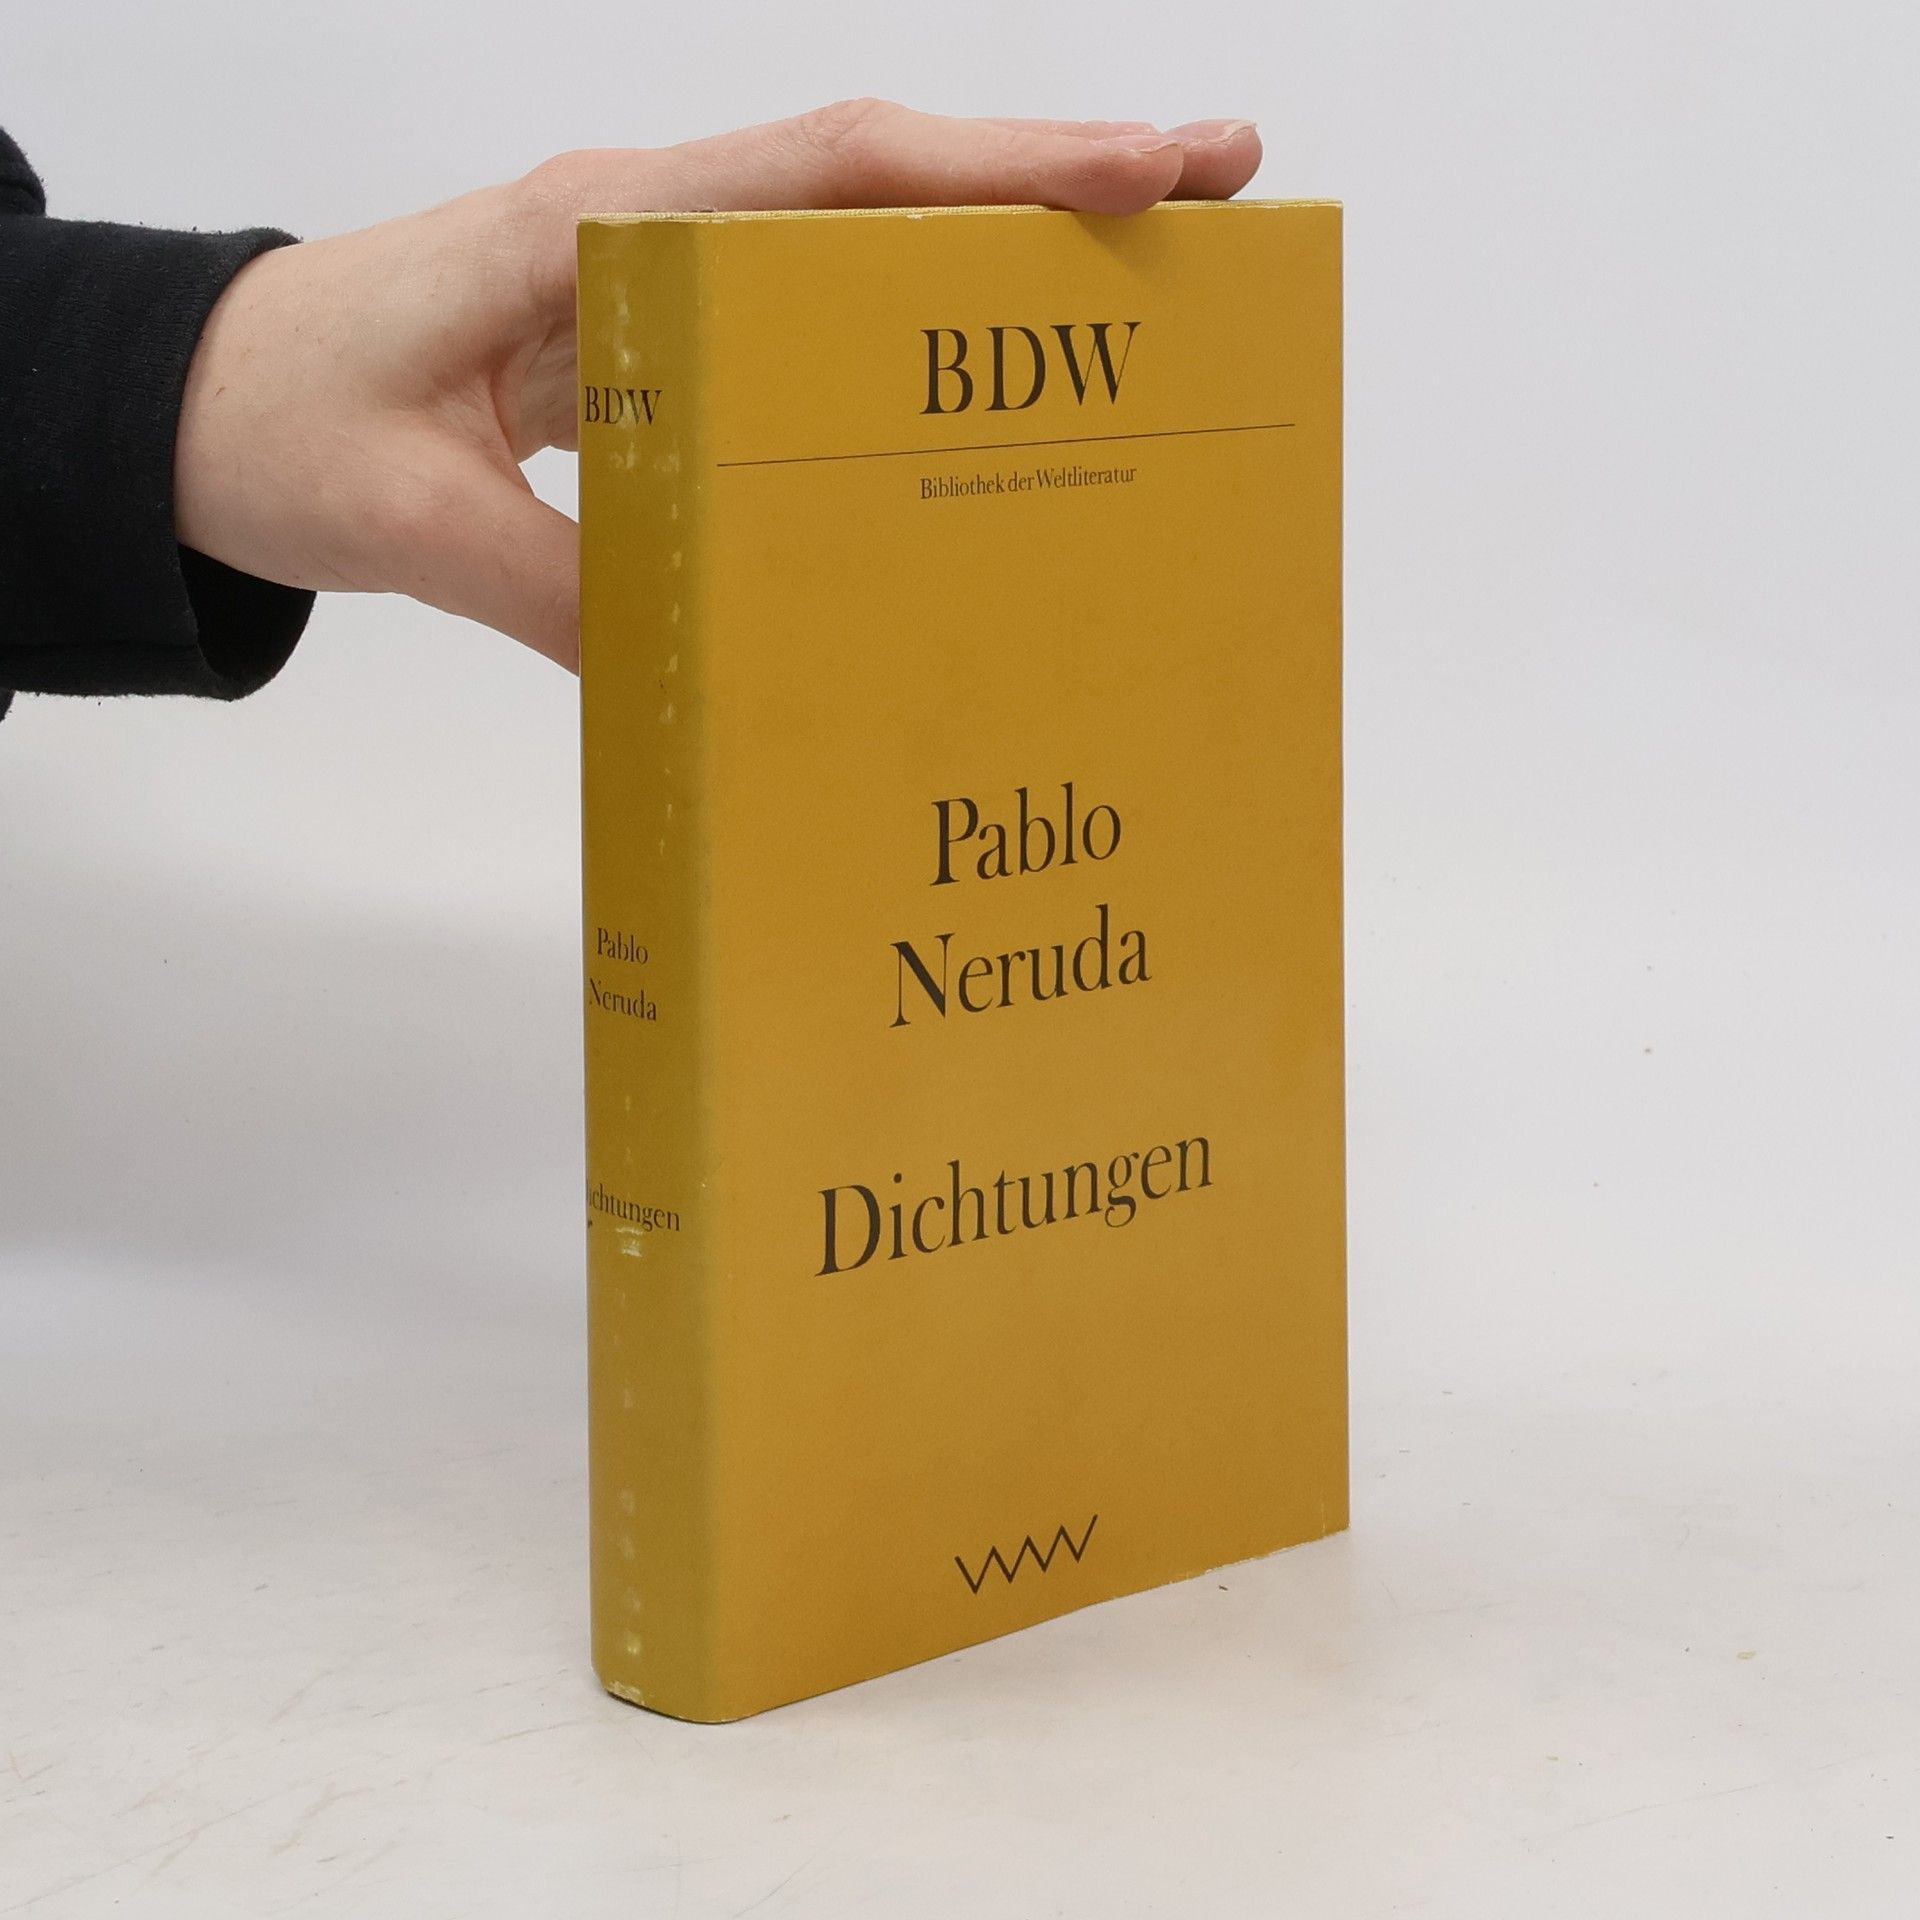 BDW
Pablo
Neruda
BDW
Bibliothek der Weltliteratur
Pablo
Neruda
Dichtungen